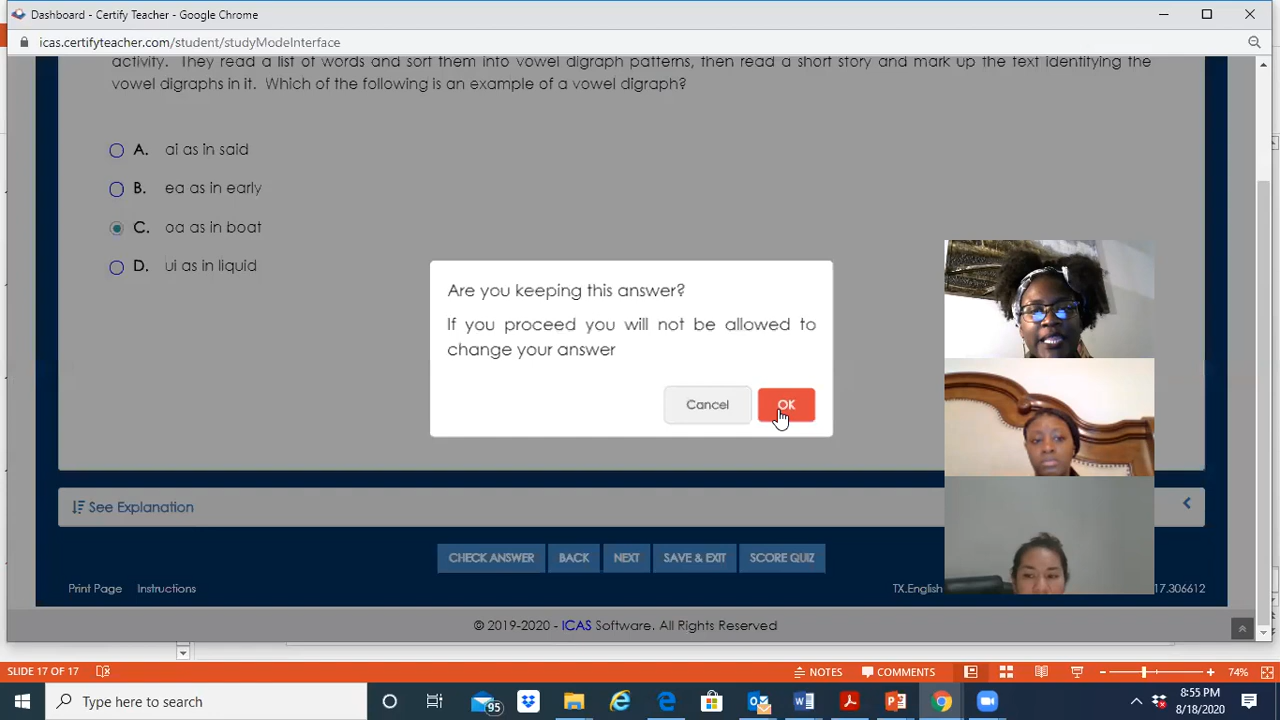 Dashboard - Certify Teacher - Google Chrome
icas.certifyteacher.com/student/studyModeInterface
activity. They read a list of words and sort them into vowel digraph patterns, then read a short story and mark up the text identifying the
vowel digraphs in it. Which of the following is an example of a vowel digraph?
A. ai as in said
B. ea as in early
C. oa as in boat
D. ui as in liquid
Are you keeping this answer?
If you proceed you will not be allowed to
change your answer
Cancel OK
See Explanation
CHECK ANSWER BACK NEXT SAVE & EXIT SCORE QUIZ
Print Page Instructions TX.English 17.306612
© 2019-2020 - ICAS Software. All Rights Reserved
SLIDE 17 OF 17 NOTES COMMENTS 74%
Type here to search 95 8:55 PM
8/18/2020